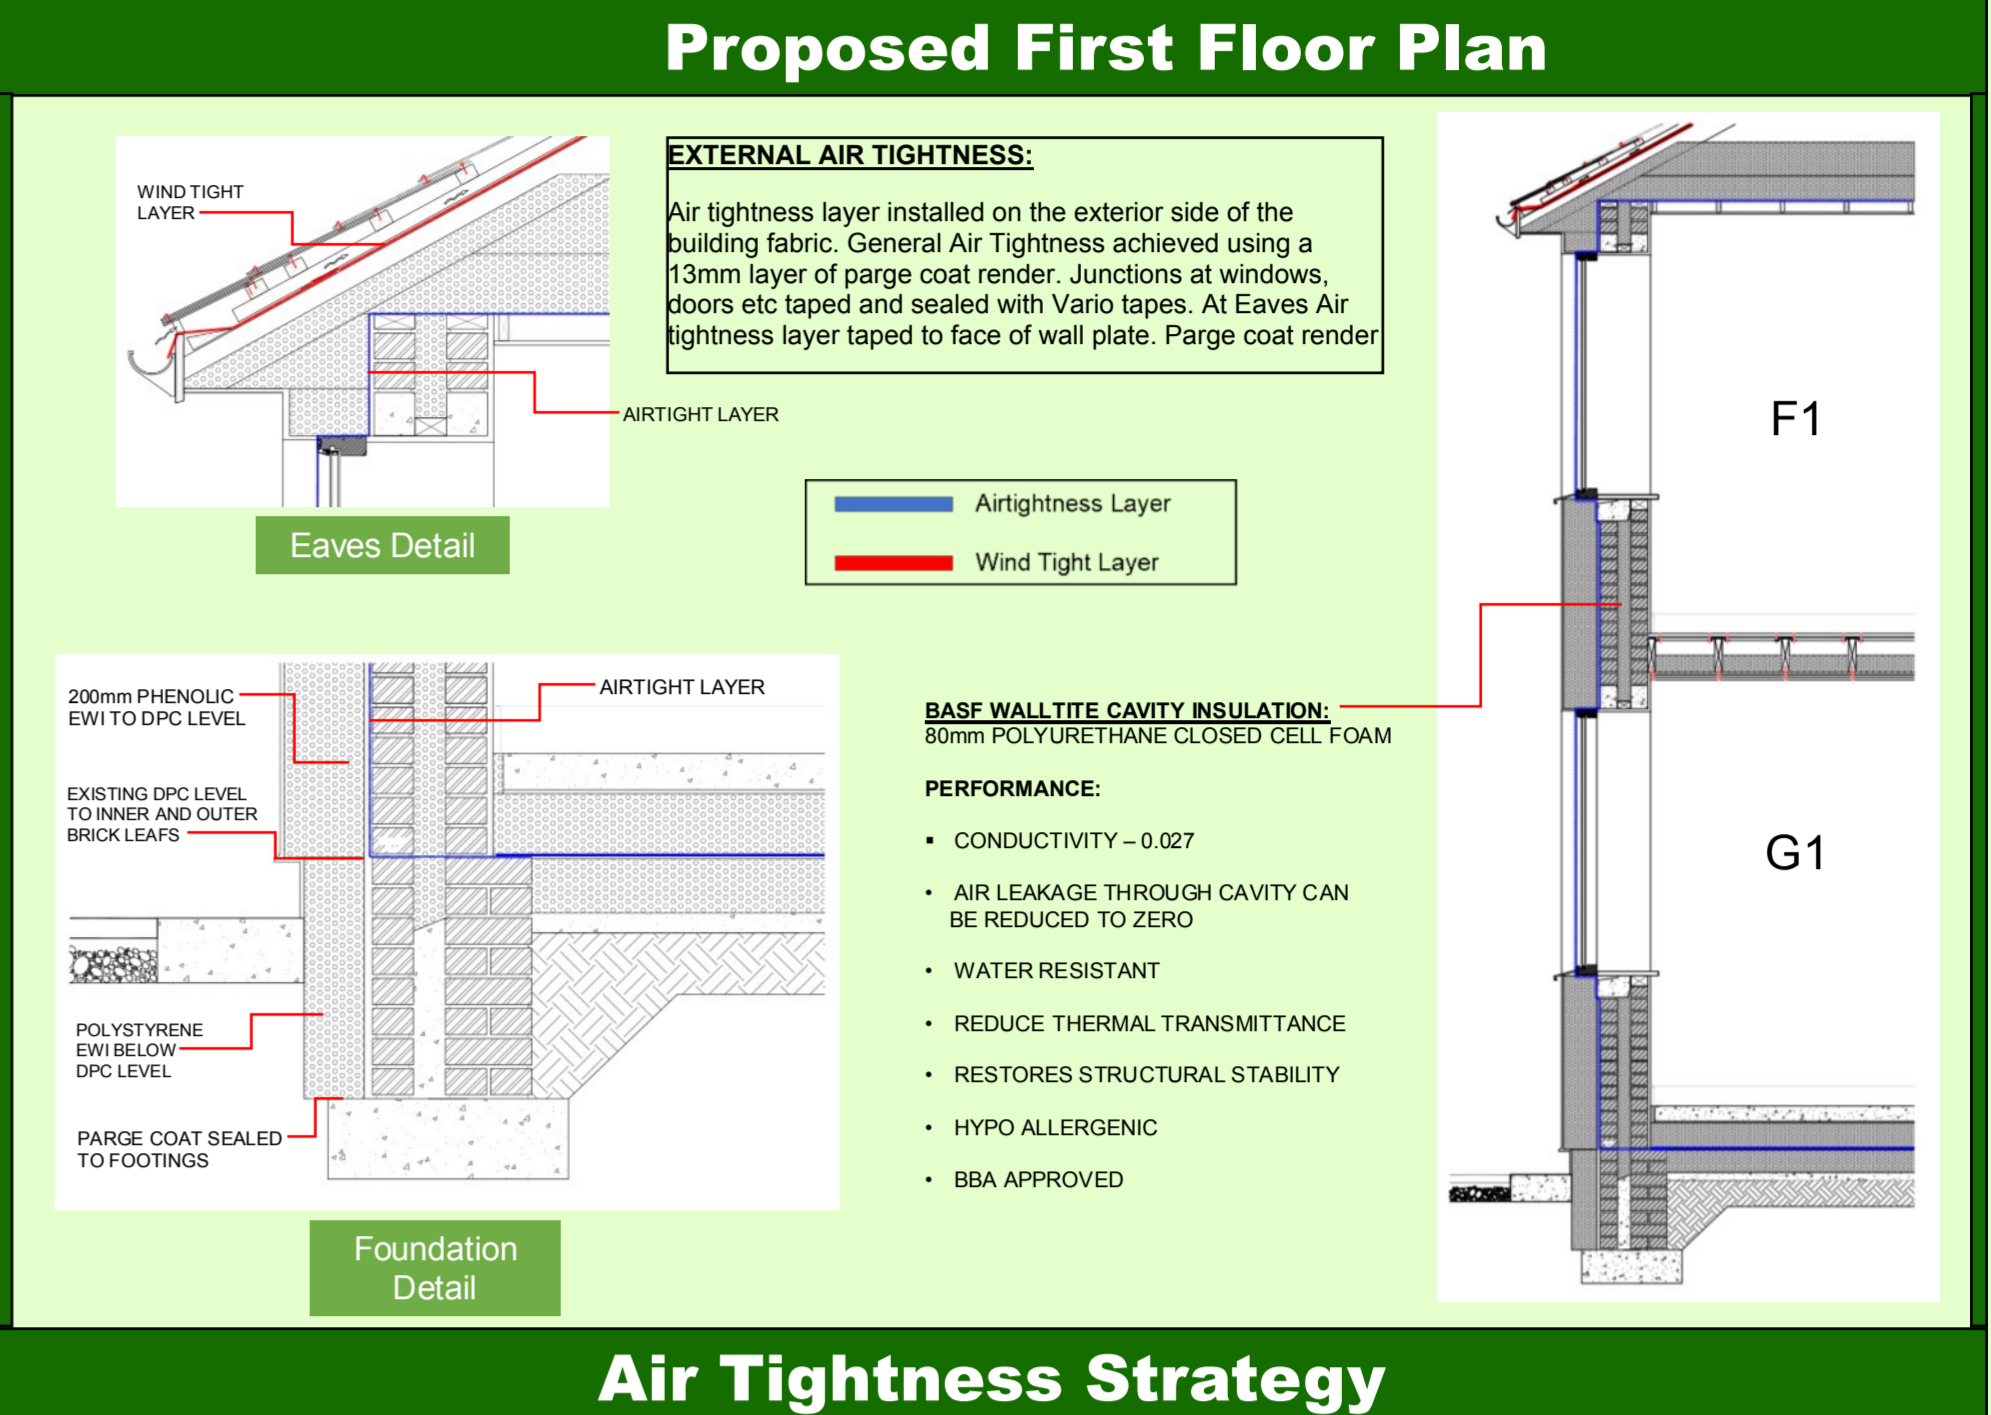 Proposed First Floor Plan
WIND TIGHT
LAYER
AIRTIGHT LAYER
Eaves Detail
EXTERNAL AIR TIGHTNESS:
Air tightness layer installed on the exterior side of the
building fabric. General Air Tightness achieved using a
13mm layer of parge coat render. Junctions at windows,
doors etc taped and sealed with Vario tapes. At Eaves Air
tightness layer taped to face of wall plate. Parge coat render
Airtightness Layer
Wind Tight Layer
200mm PHENOLIC
EWI TO DPC LEVEL
AIRTIGHT LAYER
EXISTING DPC LEVEL
TO INNER AND OUTER
BRICK LEAFS
POLYSTYRENE
EWI BELOW
DPC LEVEL
PARGE COAT SEALED
TO FOOTINGS
Foundation
Detail
BASF WALLTITE CAVITY INSULATION:
80mm POLYURETHANE CLOSED CELL FOAM
PERFORMANCE:
▪ CONDUCTIVITY – 0.027
• AIR LEAKAGE THROUGH CAVITY CAN
BE REDUCED TO ZERO
• WATER RESISTANT
• REDUCE THERMAL TRANSMITTANCE
• RESTORES STRUCTURAL STABILITY
• HYPO ALLERGENIC
• BBA APPROVED
F1
G1
Air Tightness Strategy